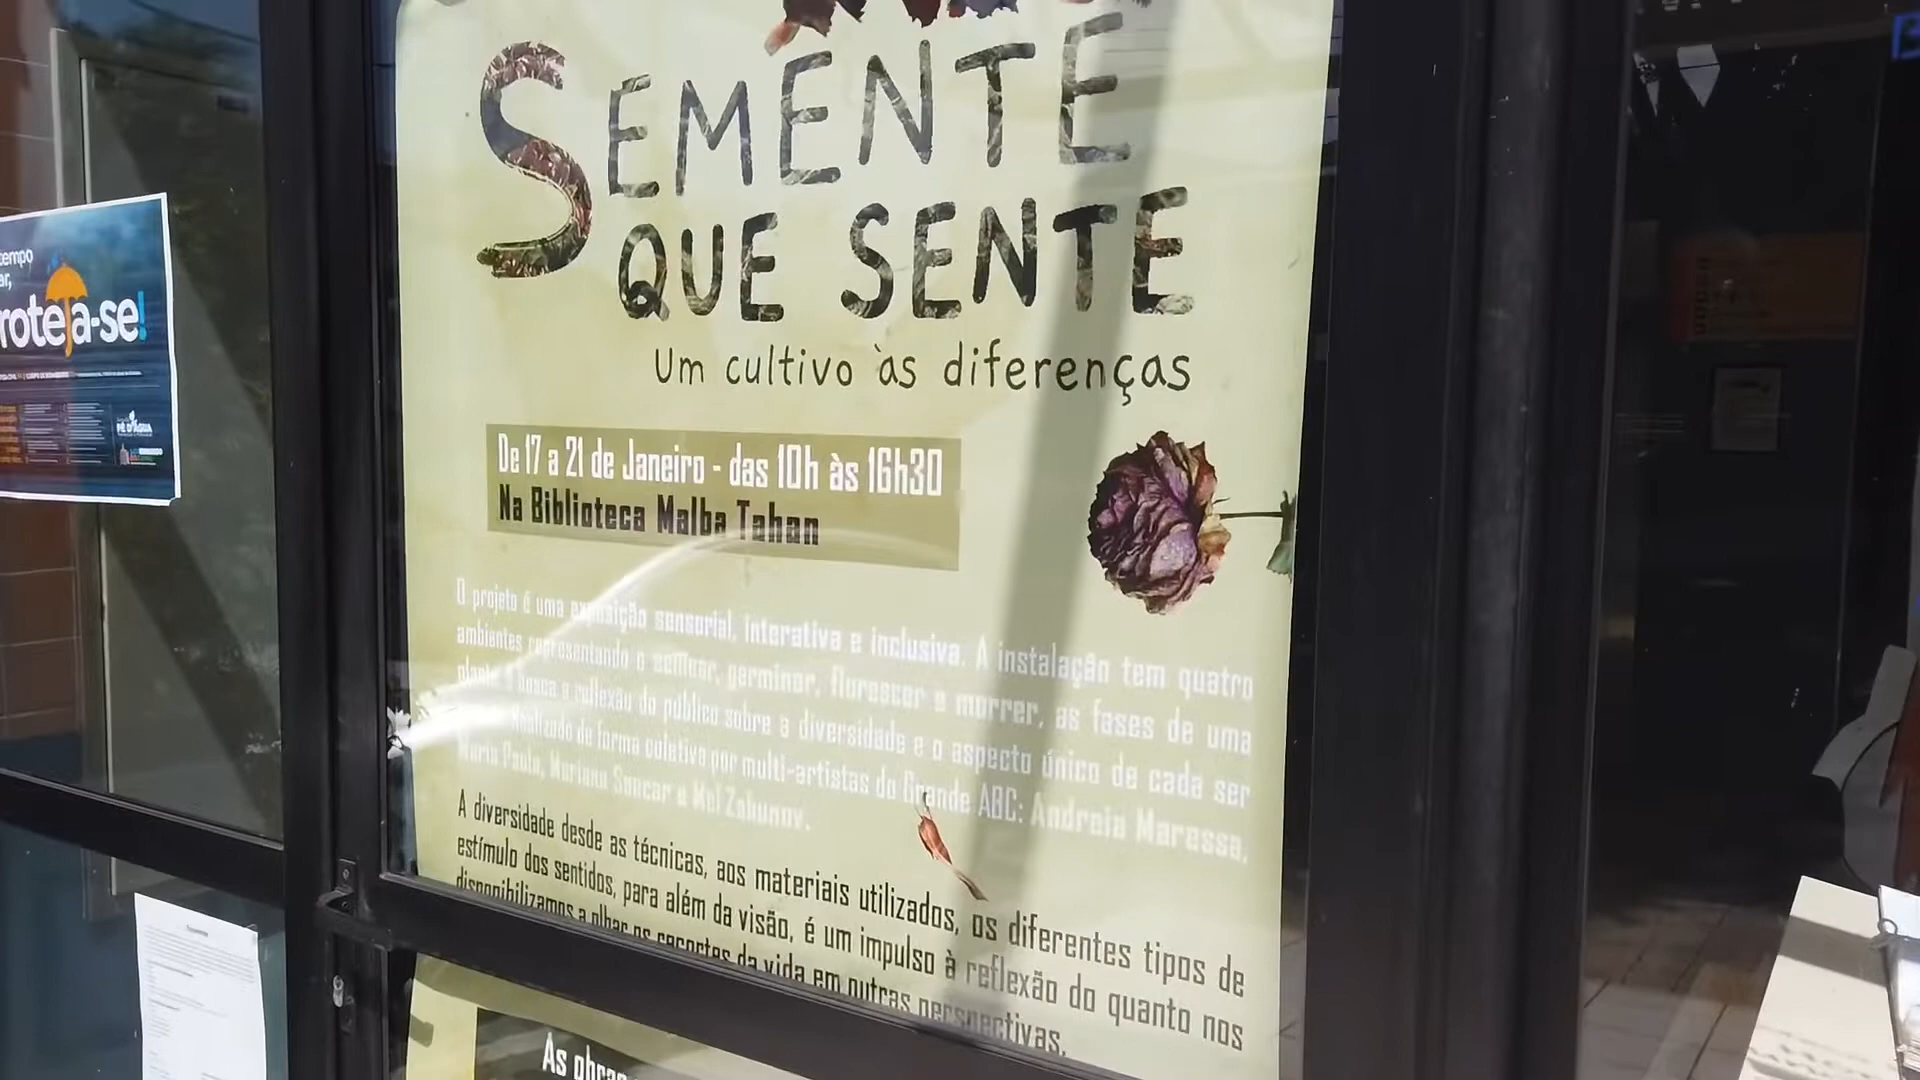 SEMENTE
QUE SENTE
Um cultivo às diferenças
De 17 a 21 de Janeiro - das 10h às 16h30
Na Biblioteca Malba Tahan
O projeto é uma exposição sensorial, interativa e inclusiva. A instalação tem quatro
ambientes representando o semear, germinar, florescer e morrer, as fases de uma
planta e busca a reflexão do público sobre a diversidade e o aspecto único de cada ser
Realizado de forma coletiva por multi-artistas do Grande ABC: Andreia Maressa,
Maria Paula, Mariana
A diversidade desde as técnicas, aos materiais utilizados, os diferentes tipos de
estímulo dos sentidos, para além da visão, é um impulso à reflexão do quanto nos
disponibilizamos a olhar os recortes da vida em outras perspectivas.
As obras
tempo
ar,
roteja-se!
PÉ D'ÁGUA